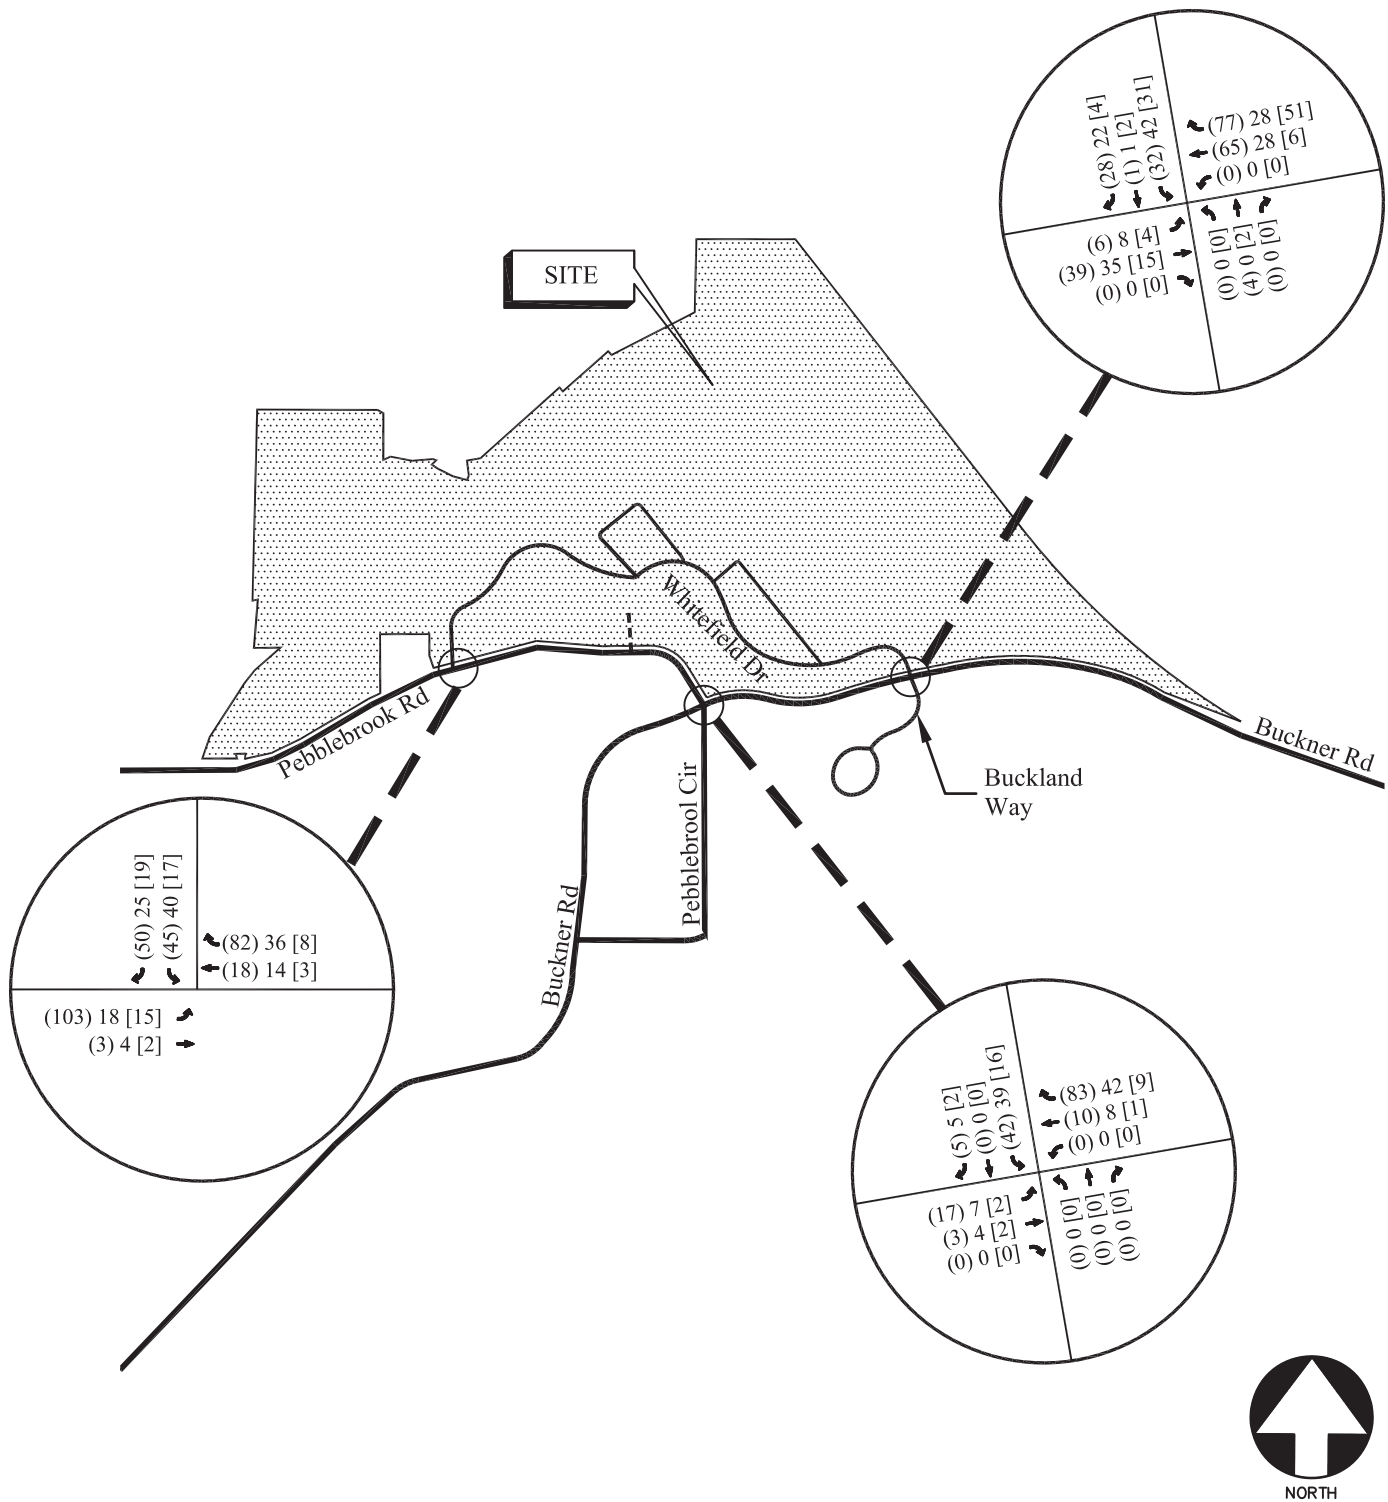 (28) 22 [4]
(1) 1 [2]
(32) 42 [31]
(77) 28 [51]
(65) 28 [6]
(0) 0 [0]
(6) 8 [4]
(39) 35 [15]
(0) 0 [0]
(0) 0 [0]
(4) 0 [2]
(0) 0 [0]
SITE
Whitefield Dr
Pebblebrook Rd
Buckner Rd
Buckland
Way
Pebblebrool Cir
Buckner Rd
(50) 25 [19]
(45) 40 [17]
(82) 36 [8]
(18) 14 [3]
(103) 18 [15]
(3) 4 [2]
(5) 5 [2]
(0) 0 [0]
(42) 39 [16]
(83) 42 [9]
(10) 8 [1]
(0) 0 [0]
(17) 7 [2]
(3) 4 [2]
(0) 0 [0]
(0) 0 [0]
(0) 0 [0]
(0) 0 [0]
NORTH